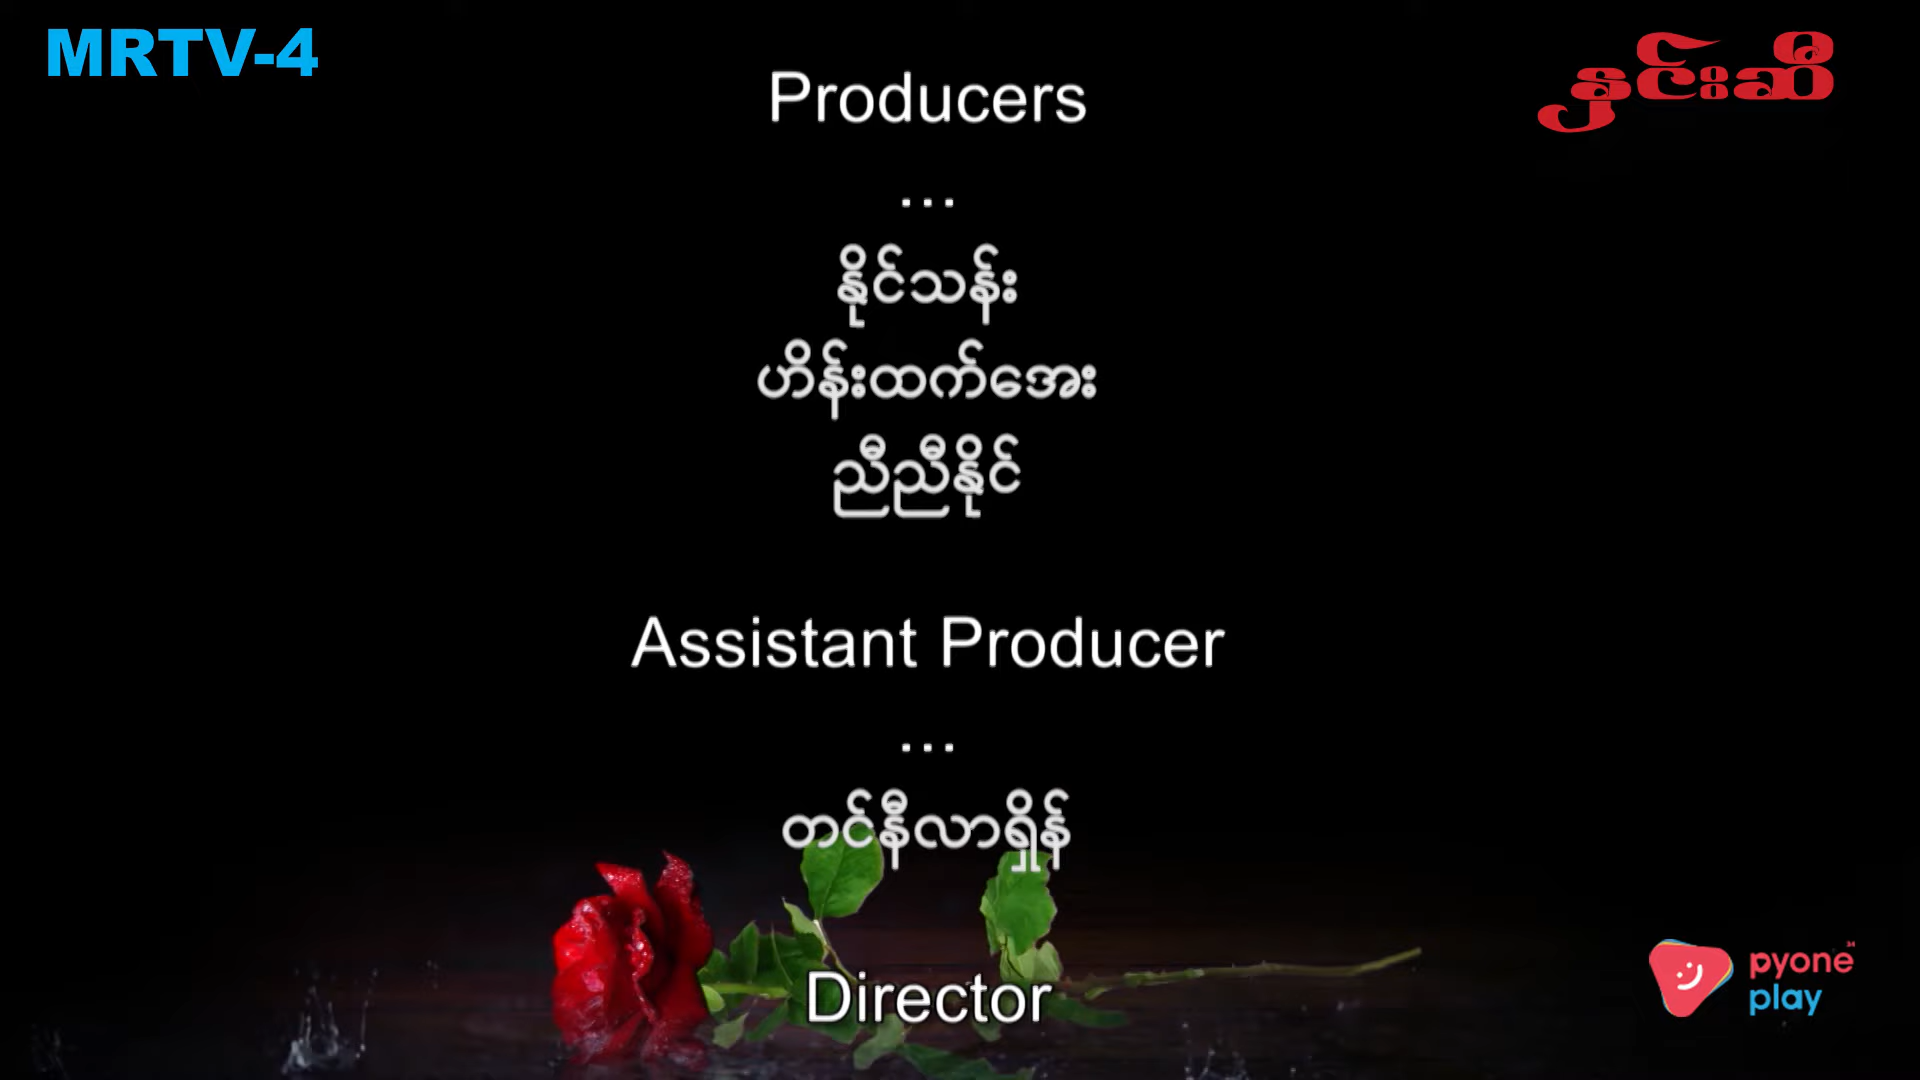 MRTV-4
နှင်းဆီ
Producers
...
နိုင်သန်း
ဟိန်းထက်အေး
ညီညီနိုင်
Assistant Producer
...
တင်နီလာရှိန်
Director
pyone
play